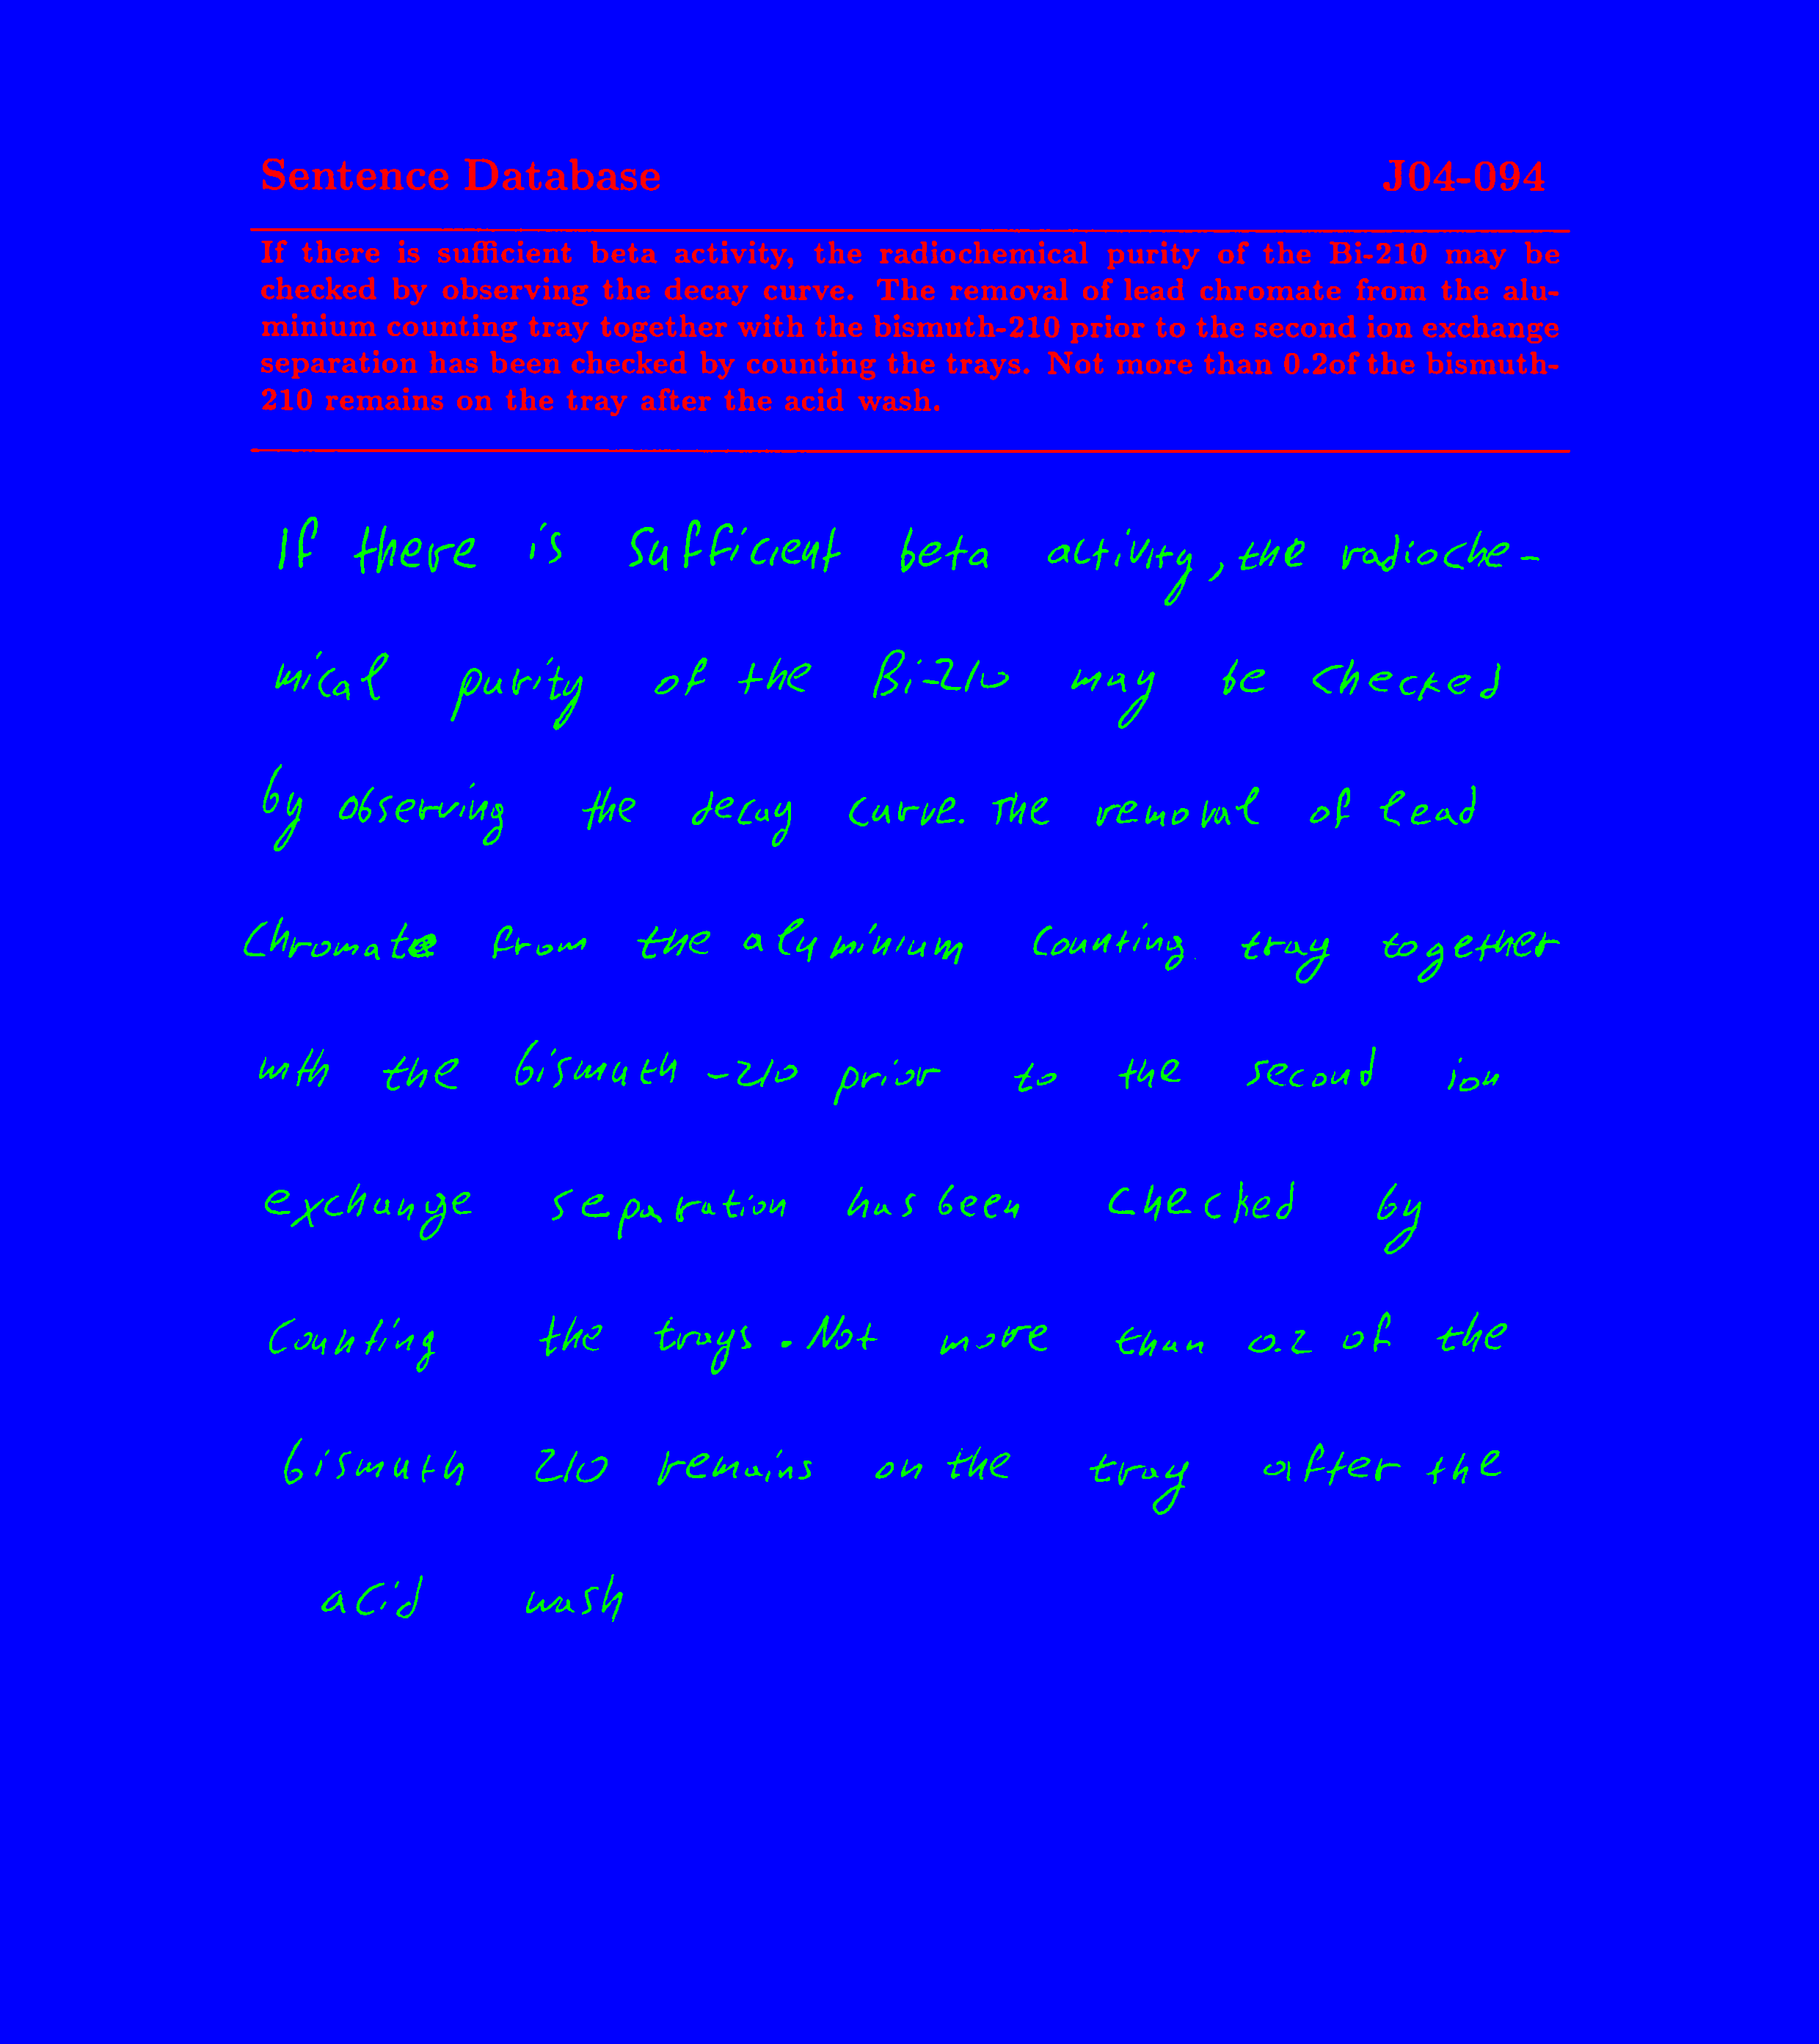 Sentence Database J04-094
If there is sufficient beta activity, the radiochemical purity of the Bi-210 may be
checked by observing the decay curve. The removal of lead chromate from the alu-
minium counting tray together with the bismuth-210 prior to the second ion exchange
separation has been checked by counting the trays. Not more than 0.2of the bismuth-
210 remains on the tray after the acid wash.
If there is sufficient beta activity, the radioche-
mical purity of the Bi-210 may be checked
by observing the decay curve. The removal of lead
chromate from the aluminium counting tray together
with the bismuth-210 prior to the second ion
exchange separation has been checked by
counting the trays. Not more than 0.2 of the
bismuth 210 remains on the tray after the
acid wash